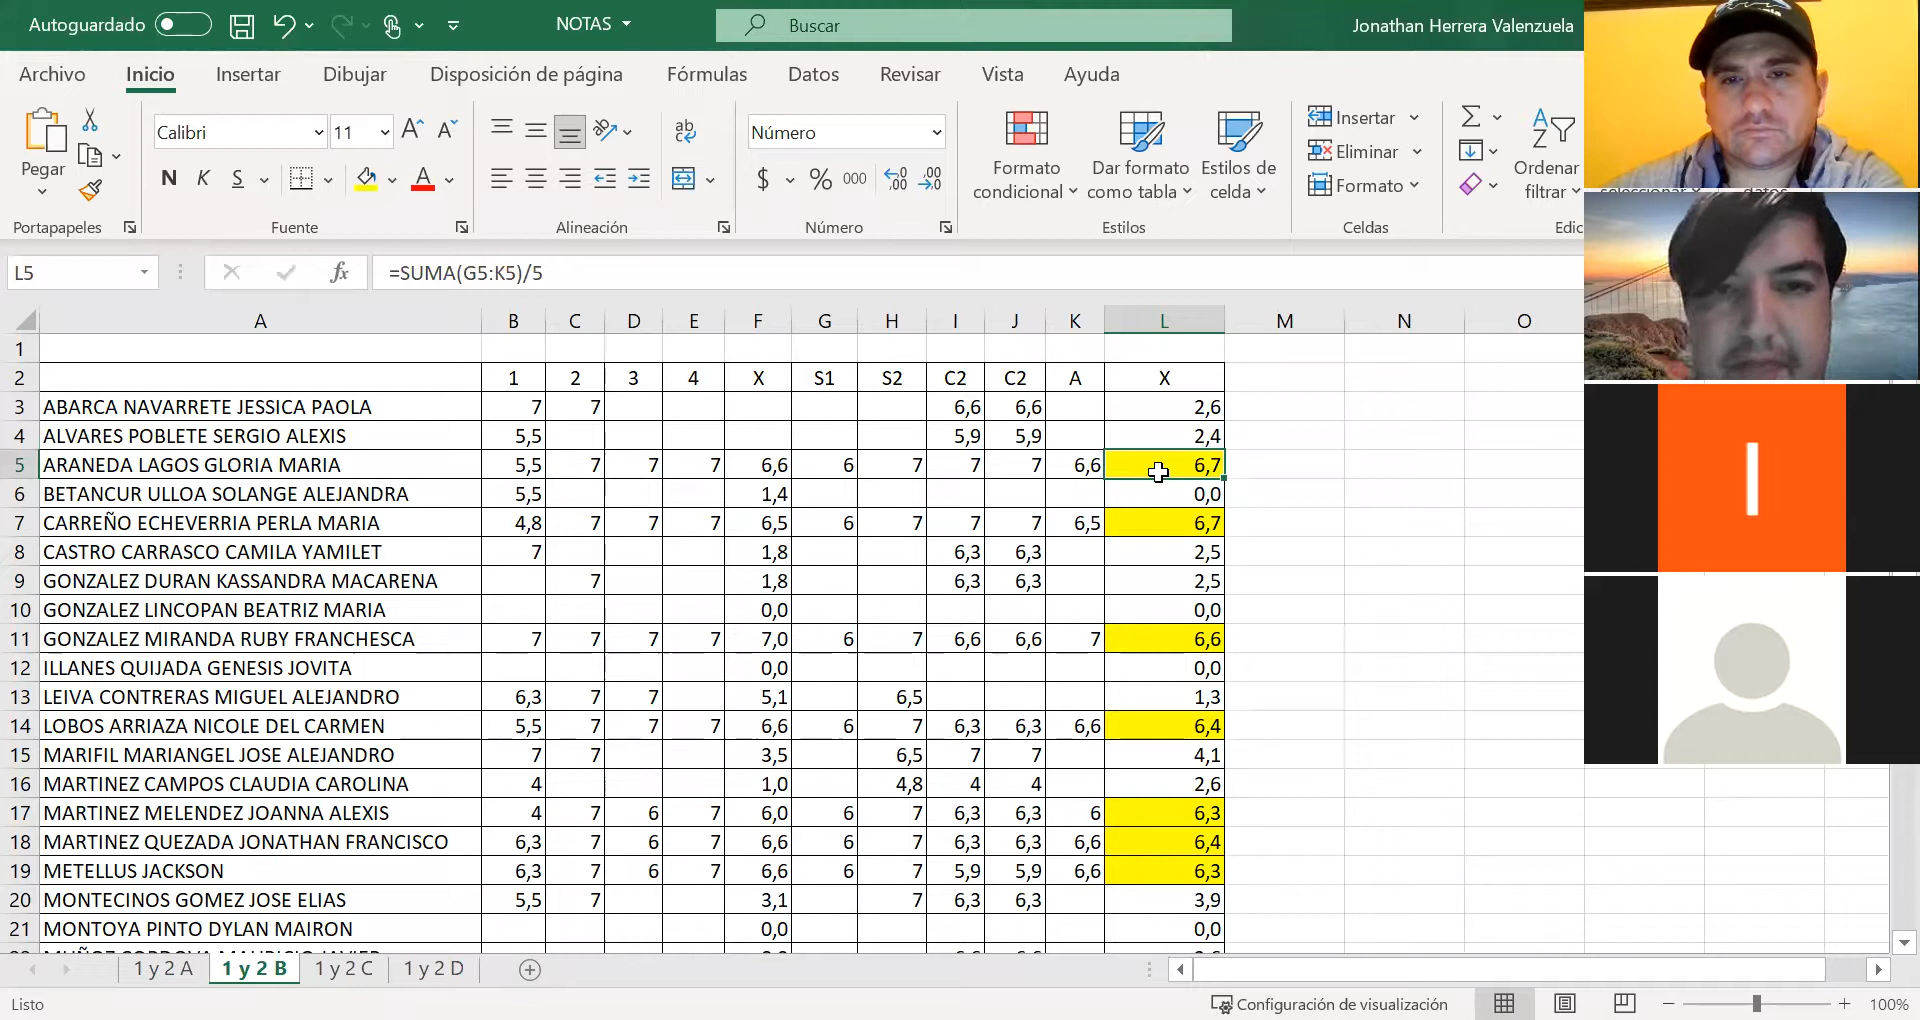 Autoguardado NOTAS Buscar Jonathan Herrera Valenzuela
Archivo Inicio Insertar Dibujar Disposición de página Fórmulas Datos Revisar Vista Ayuda
Pegar
Calibri 11
N K S
Número
$ % 000
Formato condicional
Dar formato como tabla
Estilos de celda
Insertar
Eliminar
Formato
Ordenar
filtrar
Portapapeles Fuente Alineación Número Estilos Celdas Edic
L5 fx =SUMA(G5:K5)/5
A B C D E F G H I J K L M N O
1
2 1 2 3 4 X S1 S2 C2 C2 A X
3 ABARCA NAVARRETE JESSICA PAOLA 7 7 6,6 6,6 2,6
4 ALVARES POBLETE SERGIO ALEXIS 5,5 5,9 5,9 2,4
5 ARANEDA LAGOS GLORIA MARIA 5,5 7 7 7 6,6 6 7 7 7 6,6 6,7
6 BETANCUR ULLOA SOLANGE ALEJANDRA 5,5 1,4 0,0
7 CARREÑO ECHEVERRIA PERLA MARIA 4,8 7 7 7 6,5 6 7 7 7 6,5 6,7
8 CASTRO CARRASCO CAMILA YAMILET 7 1,8 6,3 6,3 2,5
9 GONZALEZ DURAN KASSANDRA MACARENA 7 1,8 6,3 6,3 2,5
10 GONZALEZ LINCOPAN BEATRIZ MARIA 0,0 0,0
11 GONZALEZ MIRANDA RUBY FRANCHESCA 7 7 7 7 7,0 6 7 6,6 6,6 7 6,6
12 ILLANES QUIJADA GENESIS JOVITA 0,0 0,0
13 LEIVA CONTRERAS MIGUEL ALEJANDRO 6,3 7 7 5,1 6,5 1,3
14 LOBOS ARRIAZA NICOLE DEL CARMEN 5,5 7 7 7 6,6 6 7 6,3 6,3 6,6 6,4
15 MARIFIL MARIANGEL JOSE ALEJANDRO 7 7 3,5 6,5 7 7 4,1
16 MARTINEZ CAMPOS CLAUDIA CAROLINA 4 1,0 4,8 4 4 2,6
17 MARTINEZ MELENDEZ JOANNA ALEXIS 4 7 6 7 6,0 6 7 6,3 6,3 6 6,3
18 MARTINEZ QUEZADA JONATHAN FRANCISCO 6,3 7 6 7 6,6 6 7 6,3 6,3 6,6 6,4
19 METELLUS JACKSON 6,3 7 6 7 6,6 6 7 5,9 5,9 6,6 6,3
20 MONTECINOS GOMEZ JOSE ELIAS 5,5 7 3,1 7 6,3 6,3 3,9
21 MONTOYA PINTO DYLAN MAIRON 0,0 0,0
1 y 2 A 1 y 2 B 1 y 2 C 1 y 2 D
Listo Configuración de visualización 100%
I